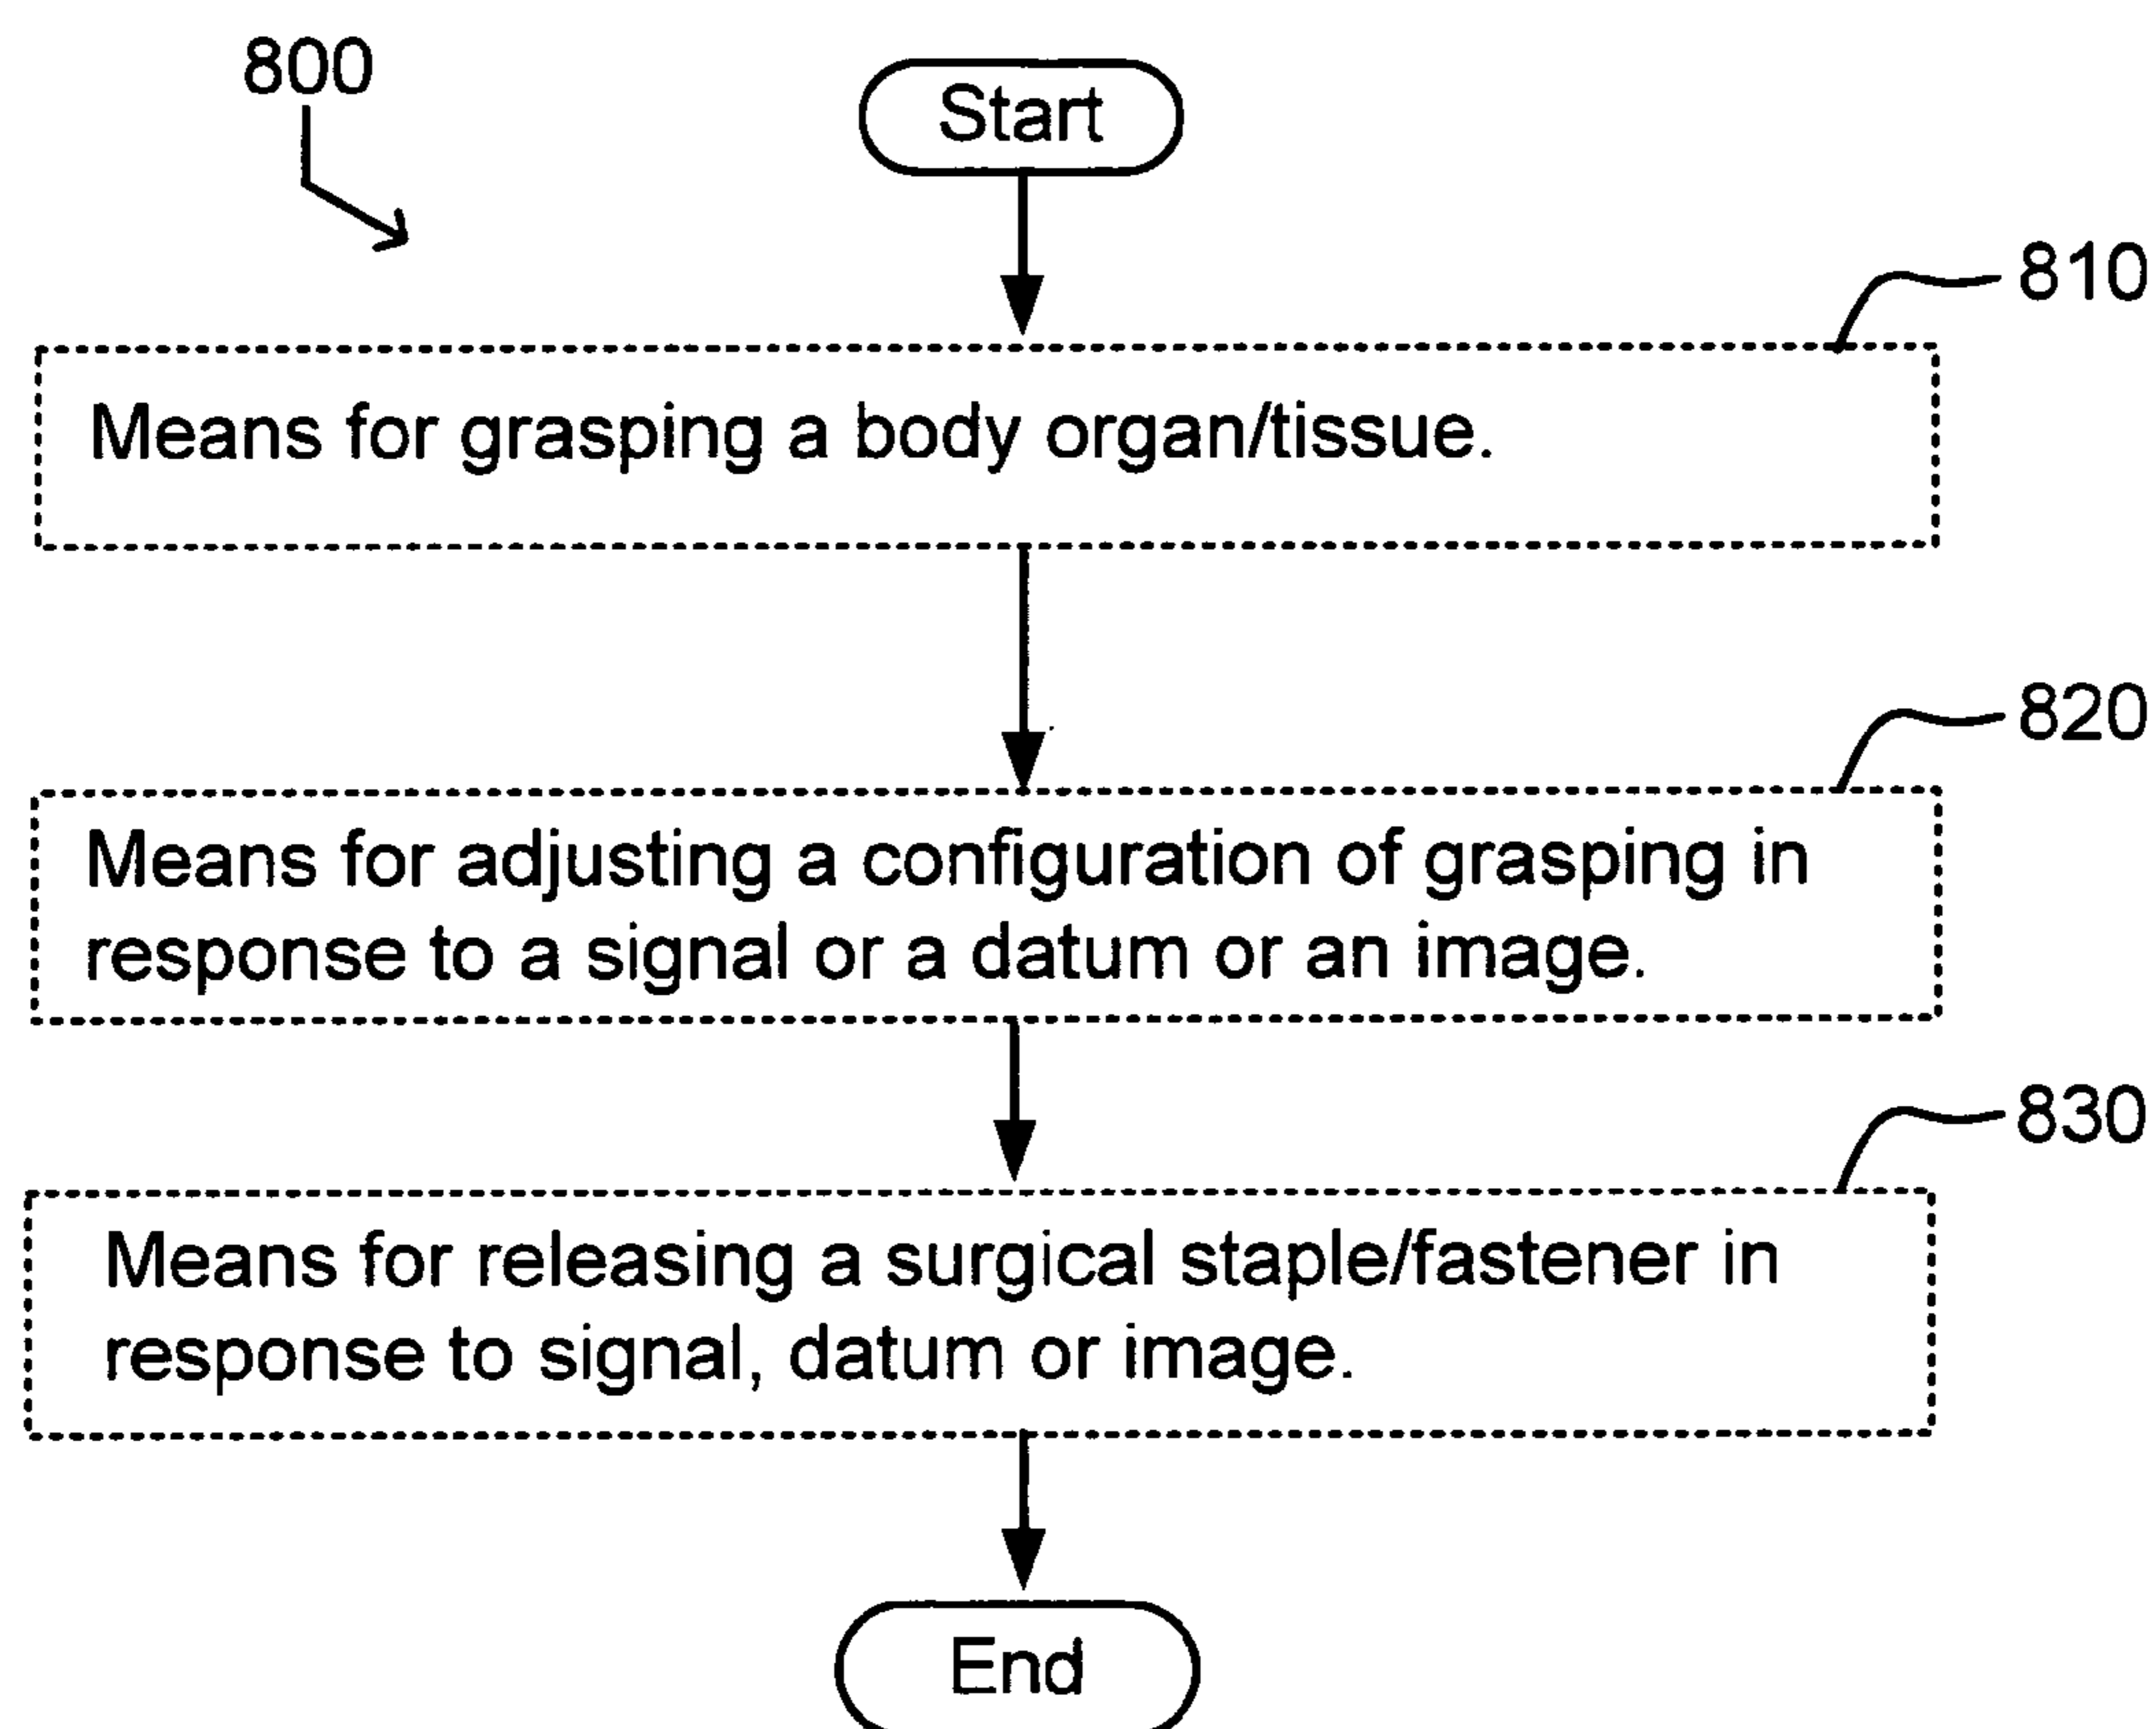 800
Start
810
Means for grasping a body organ/tissue.
820
Means for adjusting a configuration of grasping in
response to a signal or a datum or an image.
830
Means for releasing a surgical staple/fastener in
response to signal, datum or image.
End